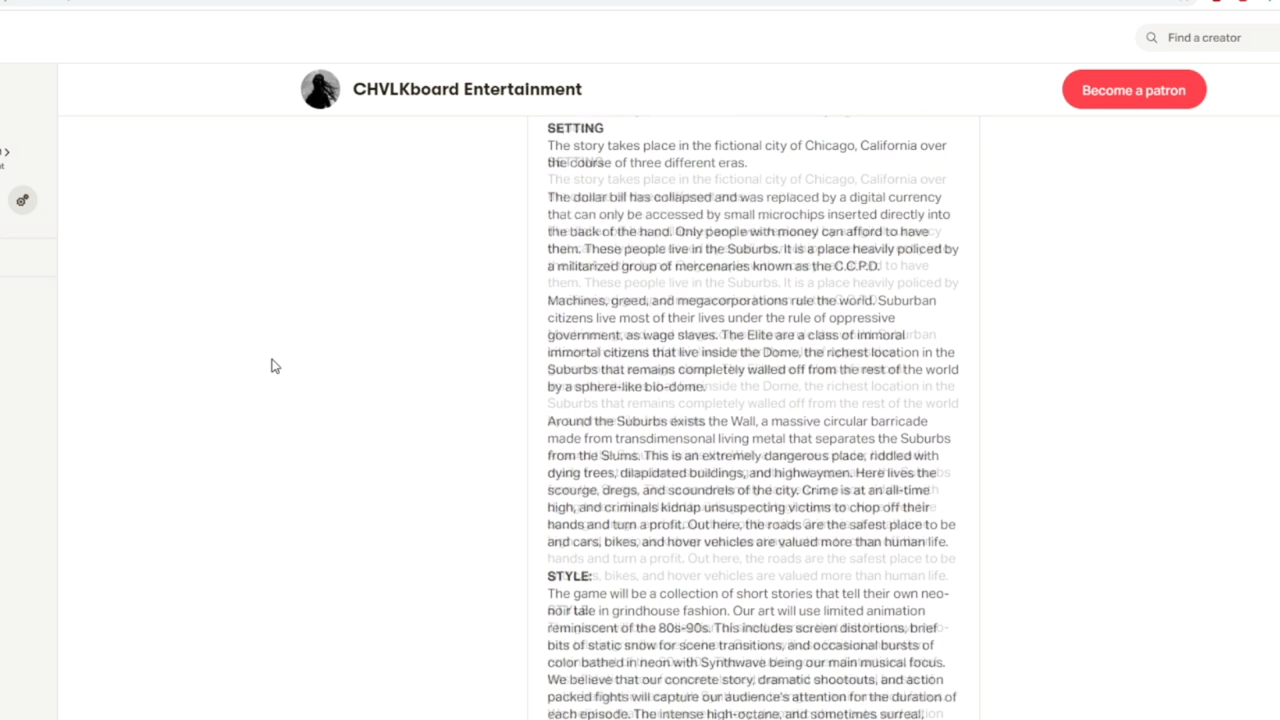 Find a creator
CHVLKboard Entertainment
Become a patron
SETTING
The story takes place in the fictional city of Chicago, California over
the course of three different eras.
The dollar bill has collapsed and was replaced by a digital currency
that can only be accessed by small microchips inserted directly into
the back of the hand. Only people with money can afford to have
them. These people live in the Suburbs. It is a place heavily policed by
a militarized group of mercenaries known as the C.C.P.D.
Machines, greed, and megacorporations rule the world. Suburban
citizens live most of their lives under the rule of oppressive
government, as wage slaves. The Elite are a class of immoral
immortal citizens that live inside the Dome, the richest location in the
Suburbs that remains completely walled off from the rest of the world
by a sphere-like bio-dome.
Around the Suburbs exists the Wall, a massive circular barricade
made from transdimensonal living metal that separates the Suburbs
from the Slums. This is an extremely dangerous place, riddled with
dying trees, dilapidated buildings, and highwaymen. Here lives the
scourge, dregs, and scoundrels of the city. Crime is at an all-time
high, and criminals kidnap unsuspecting victims to chop off their
hands and turn a profit. Out here, the roads are the safest place to be
and cars, bikes, and hover vehicles are valued more than human life.
STYLE:
The game will be a collection of short stories that tell their own neo-
noir tale in grindhouse fashion. Our art will use limited animation
reminiscent of the 80s-90s. This includes screen distortions, brief
bits of static snow for scene transitions, and occasional bursts of
color bathed in neon with Synthwave being our main musical focus.
We believe that our concrete story, dramatic shootouts, and action
packed fights will capture our audience's attention for the duration of
each episode. The intense high-octane, and sometimes surreal,